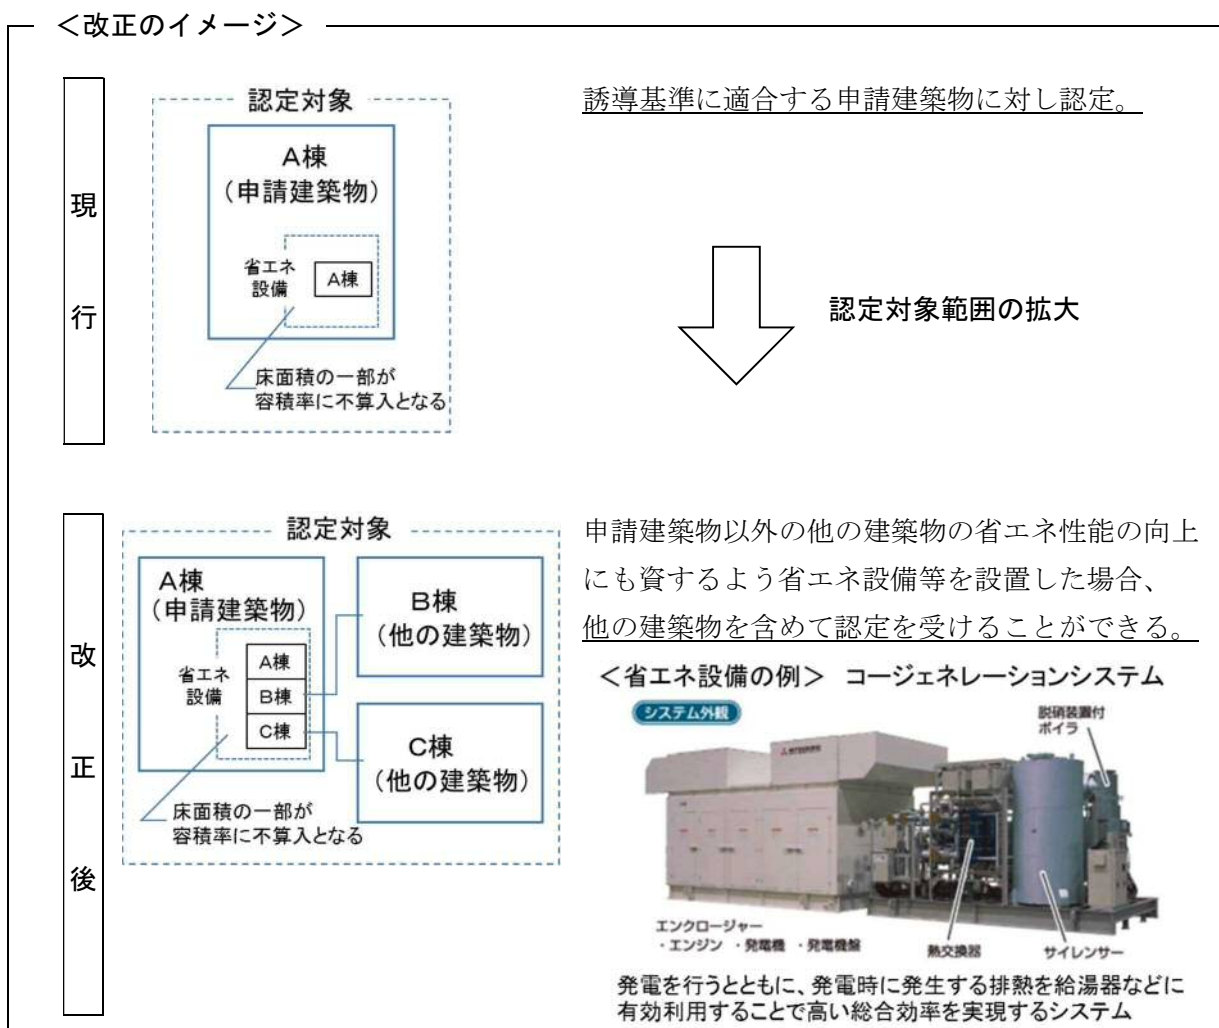 ＜改正のイメージ＞
現行
認定対象
A棟
（申請建築物）
省エネ
設備
A棟
床面積の一部が
容積率に不算入となる
誘導基準に適合する申請建築物に対し認定。
認定対象範囲の拡大
改正後
認定対象
A棟
（申請建築物）
省エネ
設備
A棟
B棟
C棟
B棟
（他の建築物）
C棟
（他の建築物）
床面積の一部が
容積率に不算入となる
申請建築物以外の他の建築物の省エネ性能の向上
にも資するよう省エネ設備等を設置した場合、
他の建築物を含めて認定を受けることができる。
＜省エネ設備の例＞ コージェネレーションシステム
システム外観
脱硝装置付
ボイラ
エンクロージャー
・エンジン ・発電機 ・発電機盤
熱交換器
サイレンサー
発電を行うとともに、発電時に発生する排熱を給湯器などに
有効利用することで高い総合効率を実現するシステム